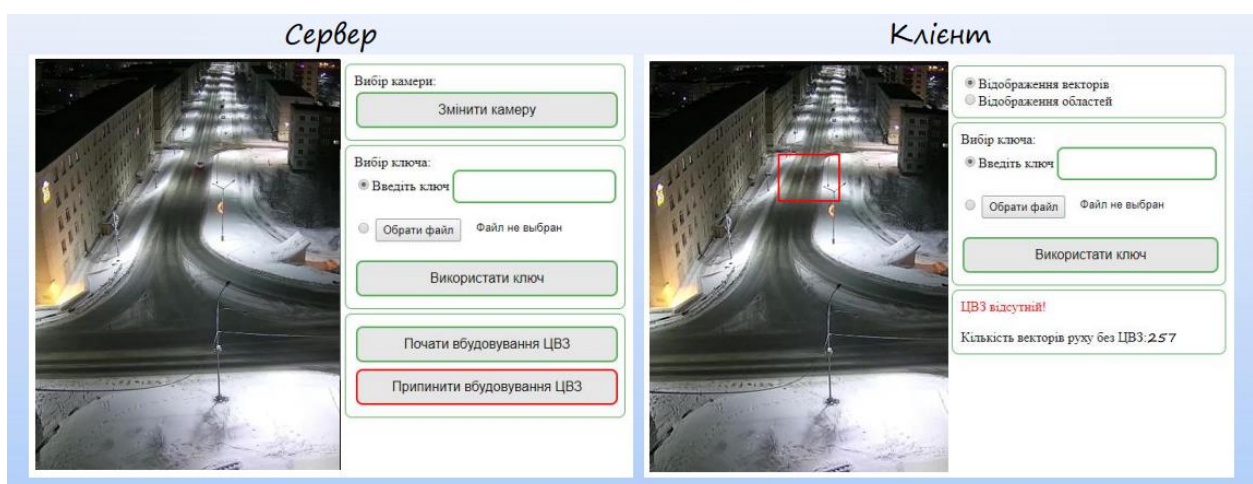 Сервер
Вибір камери:
Змінити камеру
Вибір ключа:
Введіть ключ
Обрати файл Файл не выбран
Використати ключ
Почати вбудовування ЦВЗ
Припинити вбудовування ЦВЗ
Клієнт
Відображення векторів
Відображення областей
Вибір ключа:
Введіть ключ
Обрати файл Файл не выбран
Використати ключ
ЦВЗ відсутній!
Кількість векторів руху без ЦВЗ:257